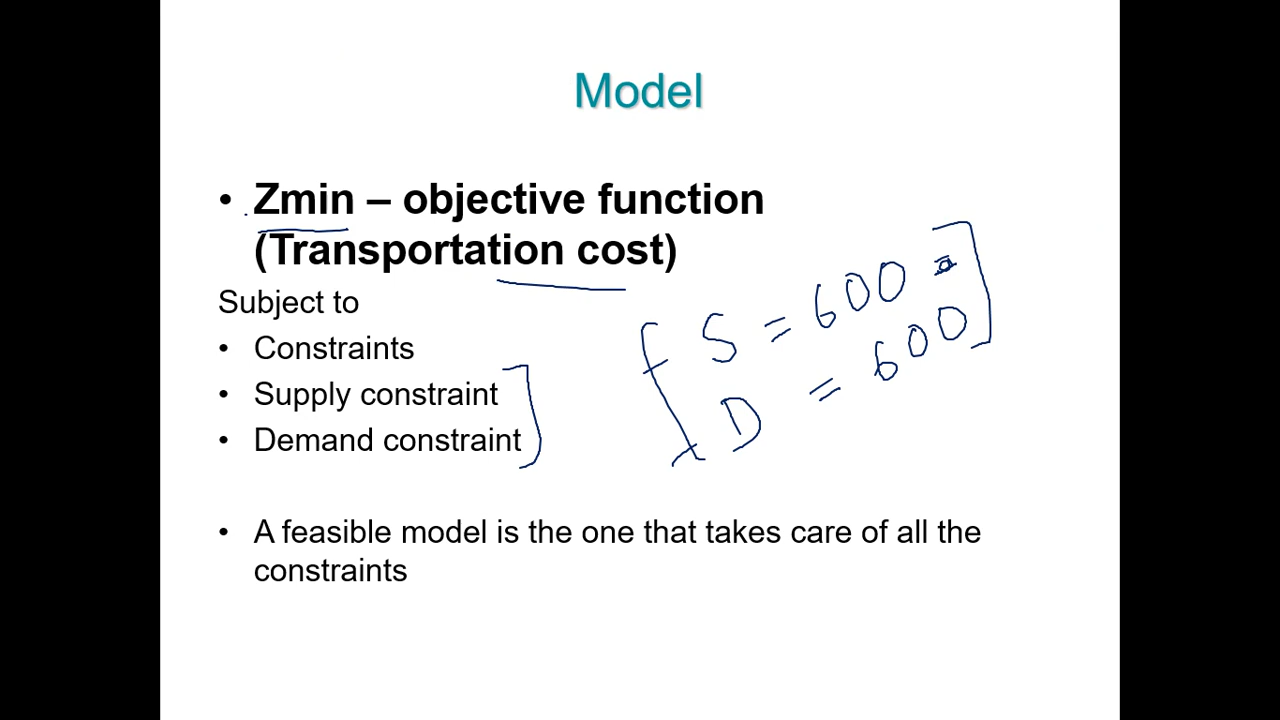 Model
• Zmin – objective function
(Transportation cost)
Subject to
• Constraints
• Supply constraint
• Demand constraint
S = 600
D = 600
• A feasible model is the one that takes care of all the
constraints